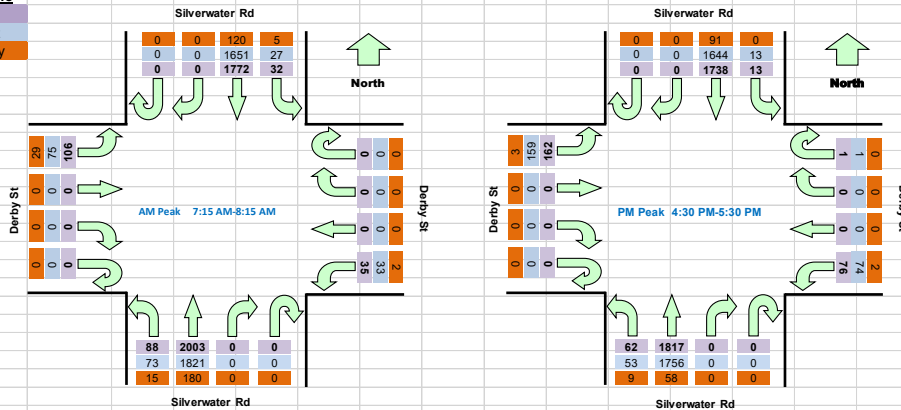 Silverwater Rd
0 0 120 5
0 0 1651 27
0 0 1772 32
North
29 75 106
0 0 0
0 0 0
0 0 0
Derby St
AM Peak 7:15 AM-8:15 AM
0 0 0
0 0 0
0 0 0
35 33 2
Derby St
88 2003 0 0
73 1821 0 0
15 180 0 0
Silverwater Rd
Silverwater Rd
0 0 91 0
0 0 1644 13
0 0 1738 13
North
3 159 162
0 0 0
0 0 0
0 0 0
Derby St
PM Peak 4:30 PM-5:30 PM
1 1 0
0 0 0
0 0 0
76 74 2
62 1817 0 0
53 1756 0 0
9 58 0 0
Silverwater Rd